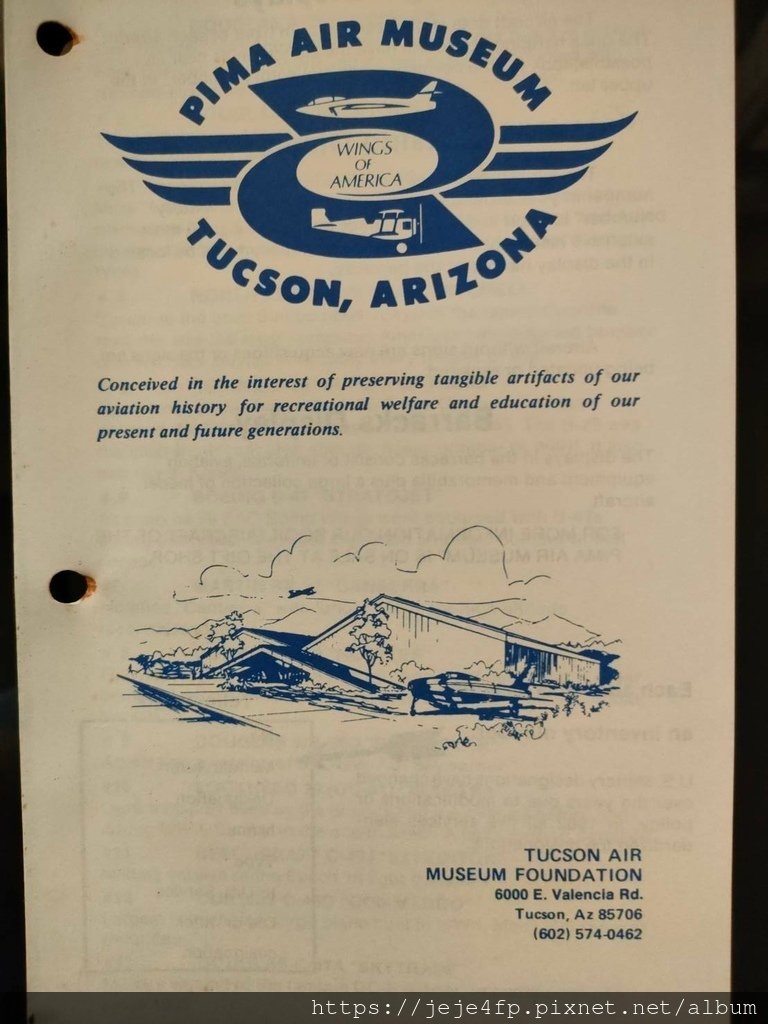 PIMA AIR MUSEUM
WINGS
OF
AMERICA
TUCSON, ARIZONA
Conceived in the interest of preserving tangible artifacts of our
aviation history for recreational welfare and education of our
present and future generations.
TUCSON AIR
MUSEUM FOUNDATION
6000 E. Valencia Rd.
Tucson, Az 85706
(602) 574-0462
https://jeje4fp.pixnet.net/album